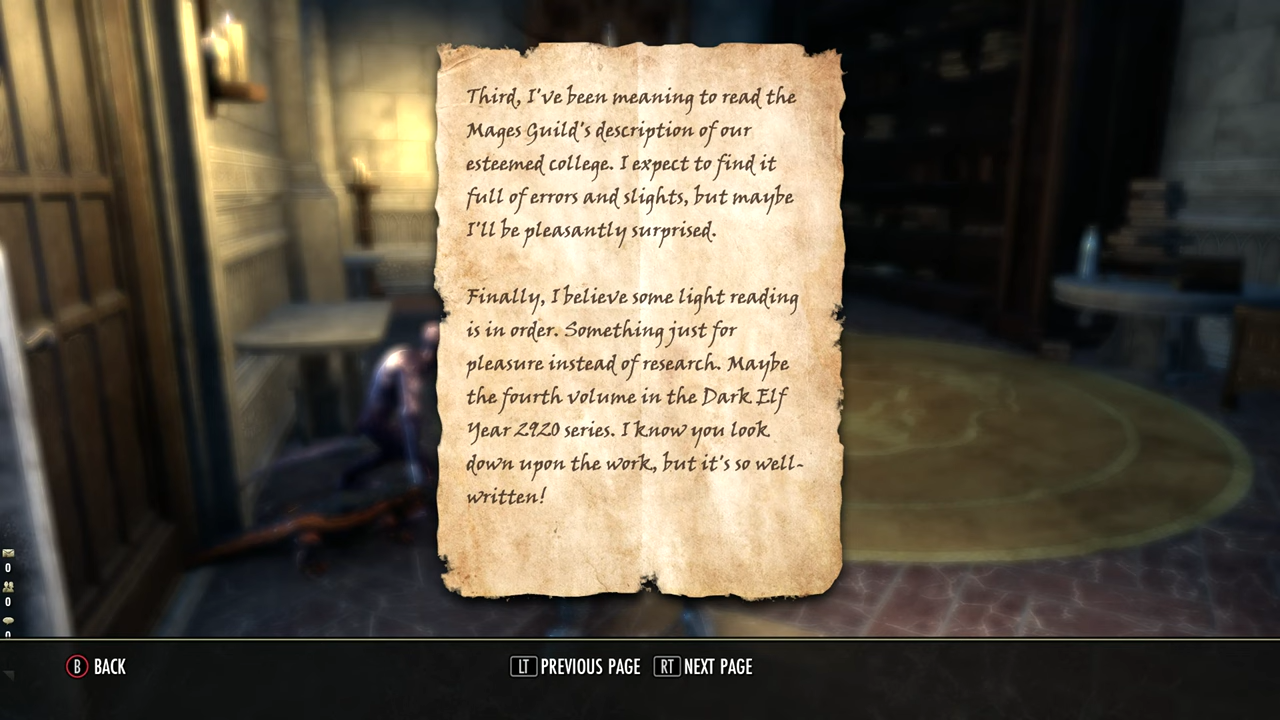 Third, I've been meaning to read the
Mages Guild's description of our
esteemed college. I expect to find it
full of errors and slights, but maybe
I'll be pleasantly surprised.
Finally, I believe some light reading
is in order. Something just for
pleasure instead of research. Maybe
the fourth volume in the Dark Elf
Year 2920 series. I know you look
down upon the work, but it's so well-
written!
0
0
0
B BACK
LT PREVIOUS PAGE RT NEXT PAGE